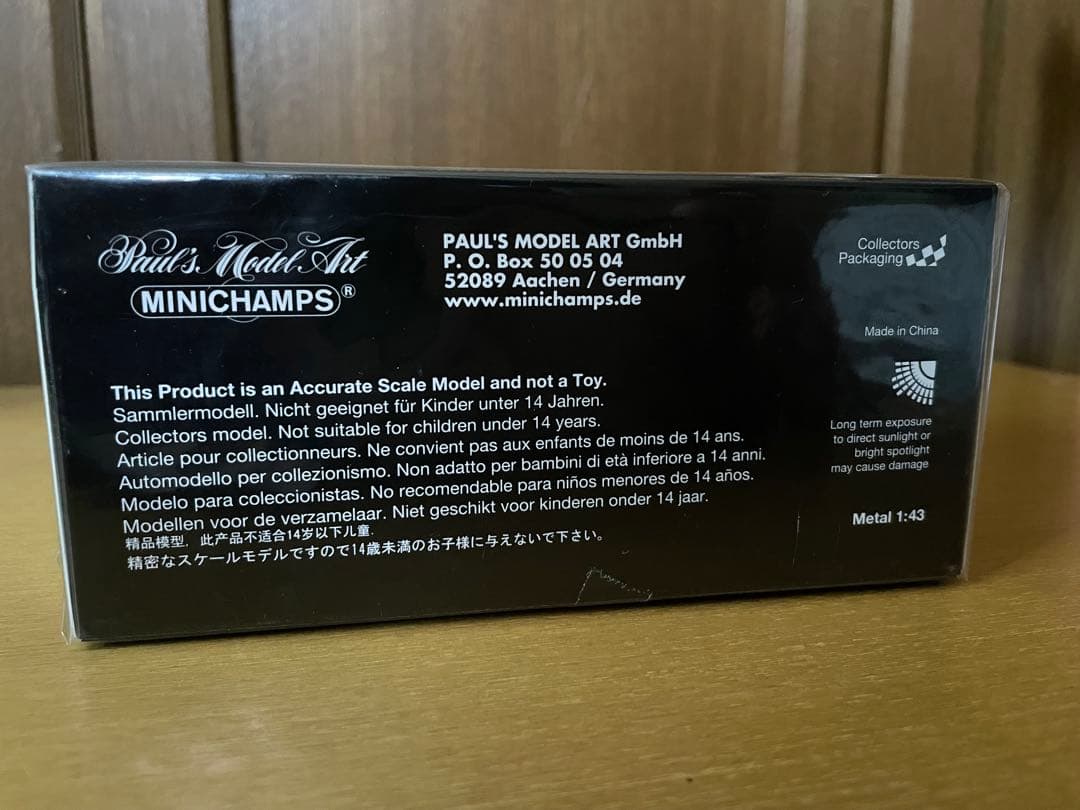 Paul's Model Art
MINICHAMPS®
PAUL'S MODEL ART GmbH
P. O. Box 50 05 04
52089 Aachen / Germany
www.minichamps.de
Collectors
Packaging
Made in China
Long term exposure
to direct sunlight or
bright spotlight
may cause damage
Metal 1:43
This Product is an Accurate Scale Model and not a Toy.
Sammlermodell. Nicht geeignet für Kinder unter 14 Jahren.
Collectors model. Not suitable for children under 14 years.
Article pour collectionneurs. Ne convient pas aux enfants de moins de 14 ans.
Automodello per collezionismo. Non adatto per bambini di età inferiore a 14 anni.
Modelo para coleccionistas. No recomendable para niños menores de 14 años.
Modellen voor de verzamelaar. Niet geschikt voor kinderen onder 14 jaar.
精品模型. 此产品不适合14岁以下儿童.
精密なスケールモデルですので14歳未満のお子様に与えないで下さい。